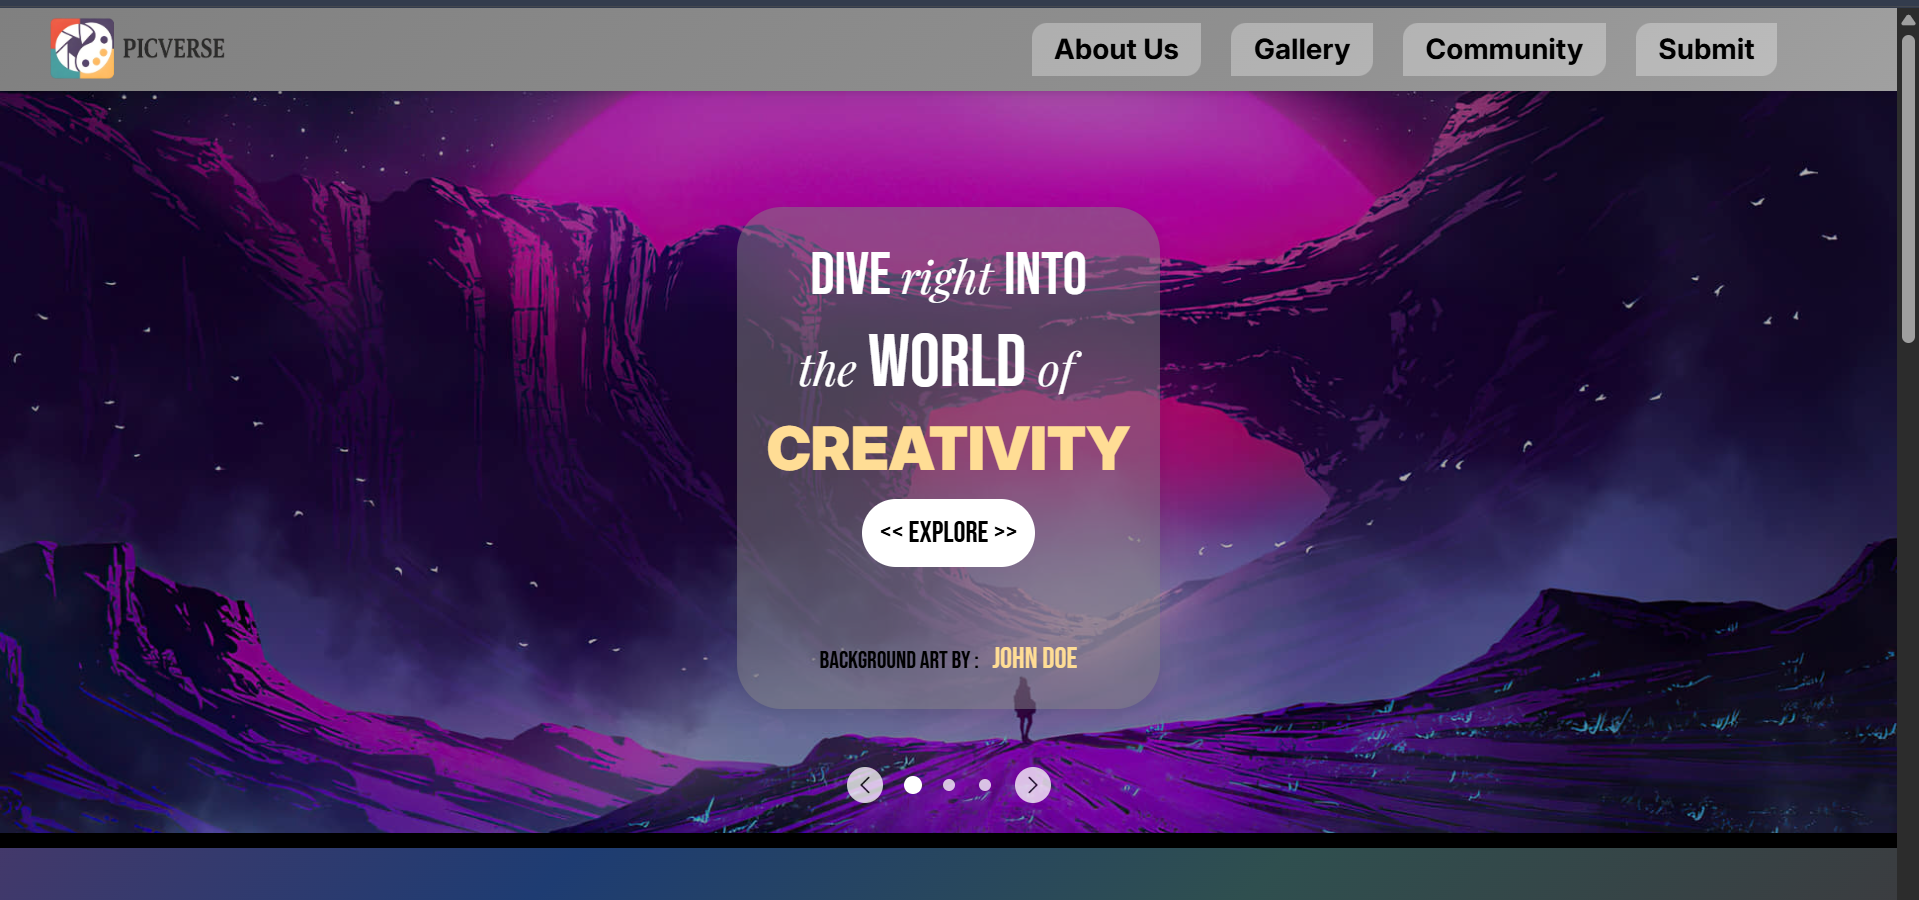 PICVERSE
About Us
Gallery
Community
Submit
DIVE right INTO
the WORLD of
CREATIVITY
<< EXPLORE >>
BACKGROUND ART BY : JOHN DOE